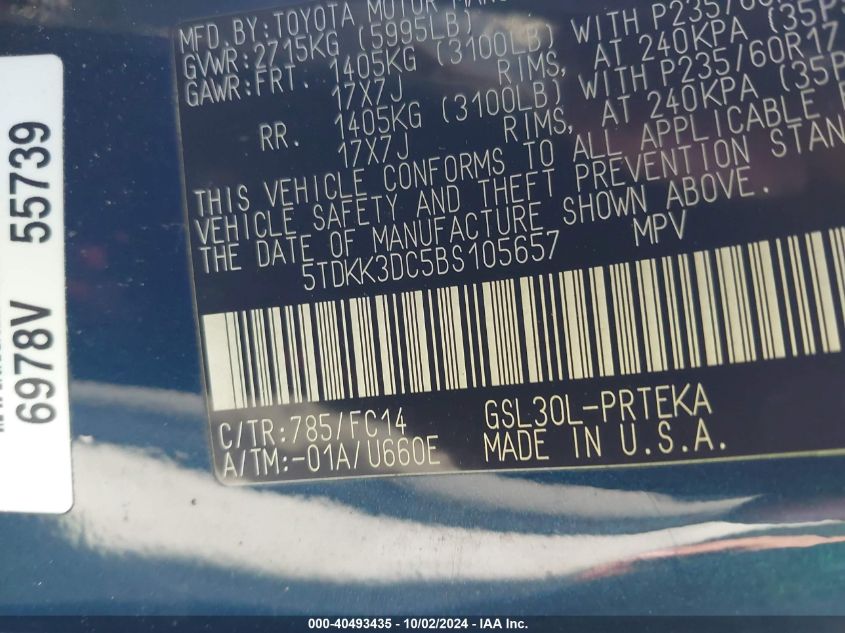 MFD. BY: TOYOTA MOTOR
GVWR: 2715KG (5995LB)
GAWR: FRT. 1405KG (3100LB) WITH P235/60
17X7J RIMS, AT 240KPA (35P
RR. 1405KG (3100LB) WITH P235/60R17
17X7J RIMS, AT 240KPA (35P
THIS VEHICLE CONFORMS TO ALL APPLICABLE
VEHICLE SAFETY AND THEFT PREVENTION STAN
THE DATE OF MANUFACTURE SHOWN ABOVE.
5TDKK3DC5BS105657 MPV
C/TR: 785/FC14 GSL30L-PRTEKA
A/TM: -01A/U660E MADE IN U.S.A.
6978V 55739
000-40493435 - 10/02/2024 - IAA Inc.